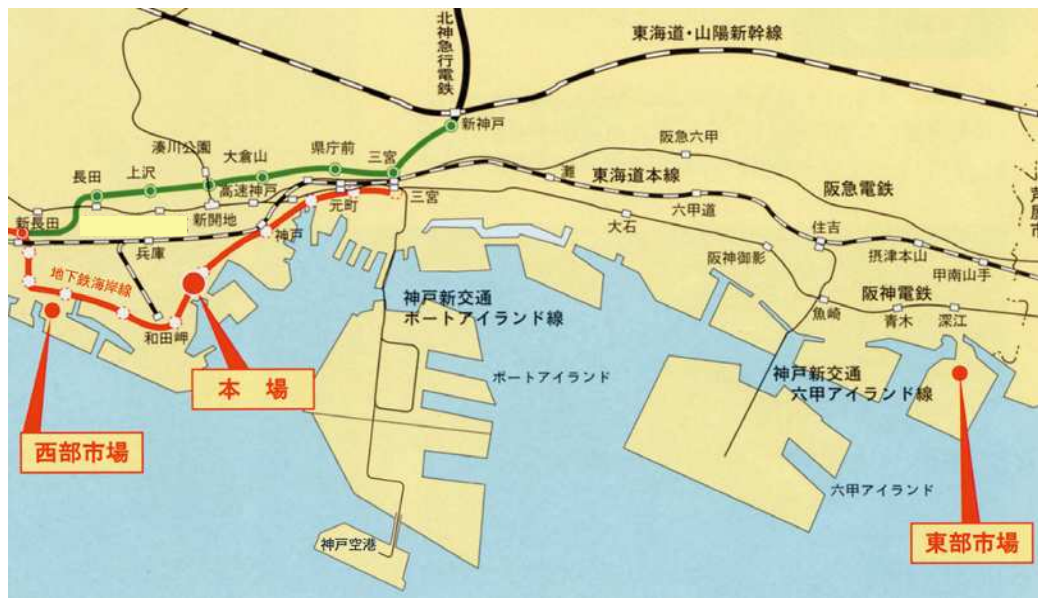 北神急行電鉄
東海道・山陽新幹線
新神戸
湊川公園
大倉山
県庁前
三宮
阪急六甲
長田
上沢
高速神戸
灘
東海道本線
阪急電鉄
芦屋市
新長田
新開地
元町
三宮
六甲道
大石
住吉
神戸
兵庫
阪神御影
摂津本山
甲南山手
地下鉄海岸線
神戸新交通
ポートアイランド線
魚崎
阪神電鉄
青木
深江
和田岬
本場
ポートアイランド
神戸新交通
六甲アイランド線
西部市場
六甲アイランド
神戸空港
東部市場